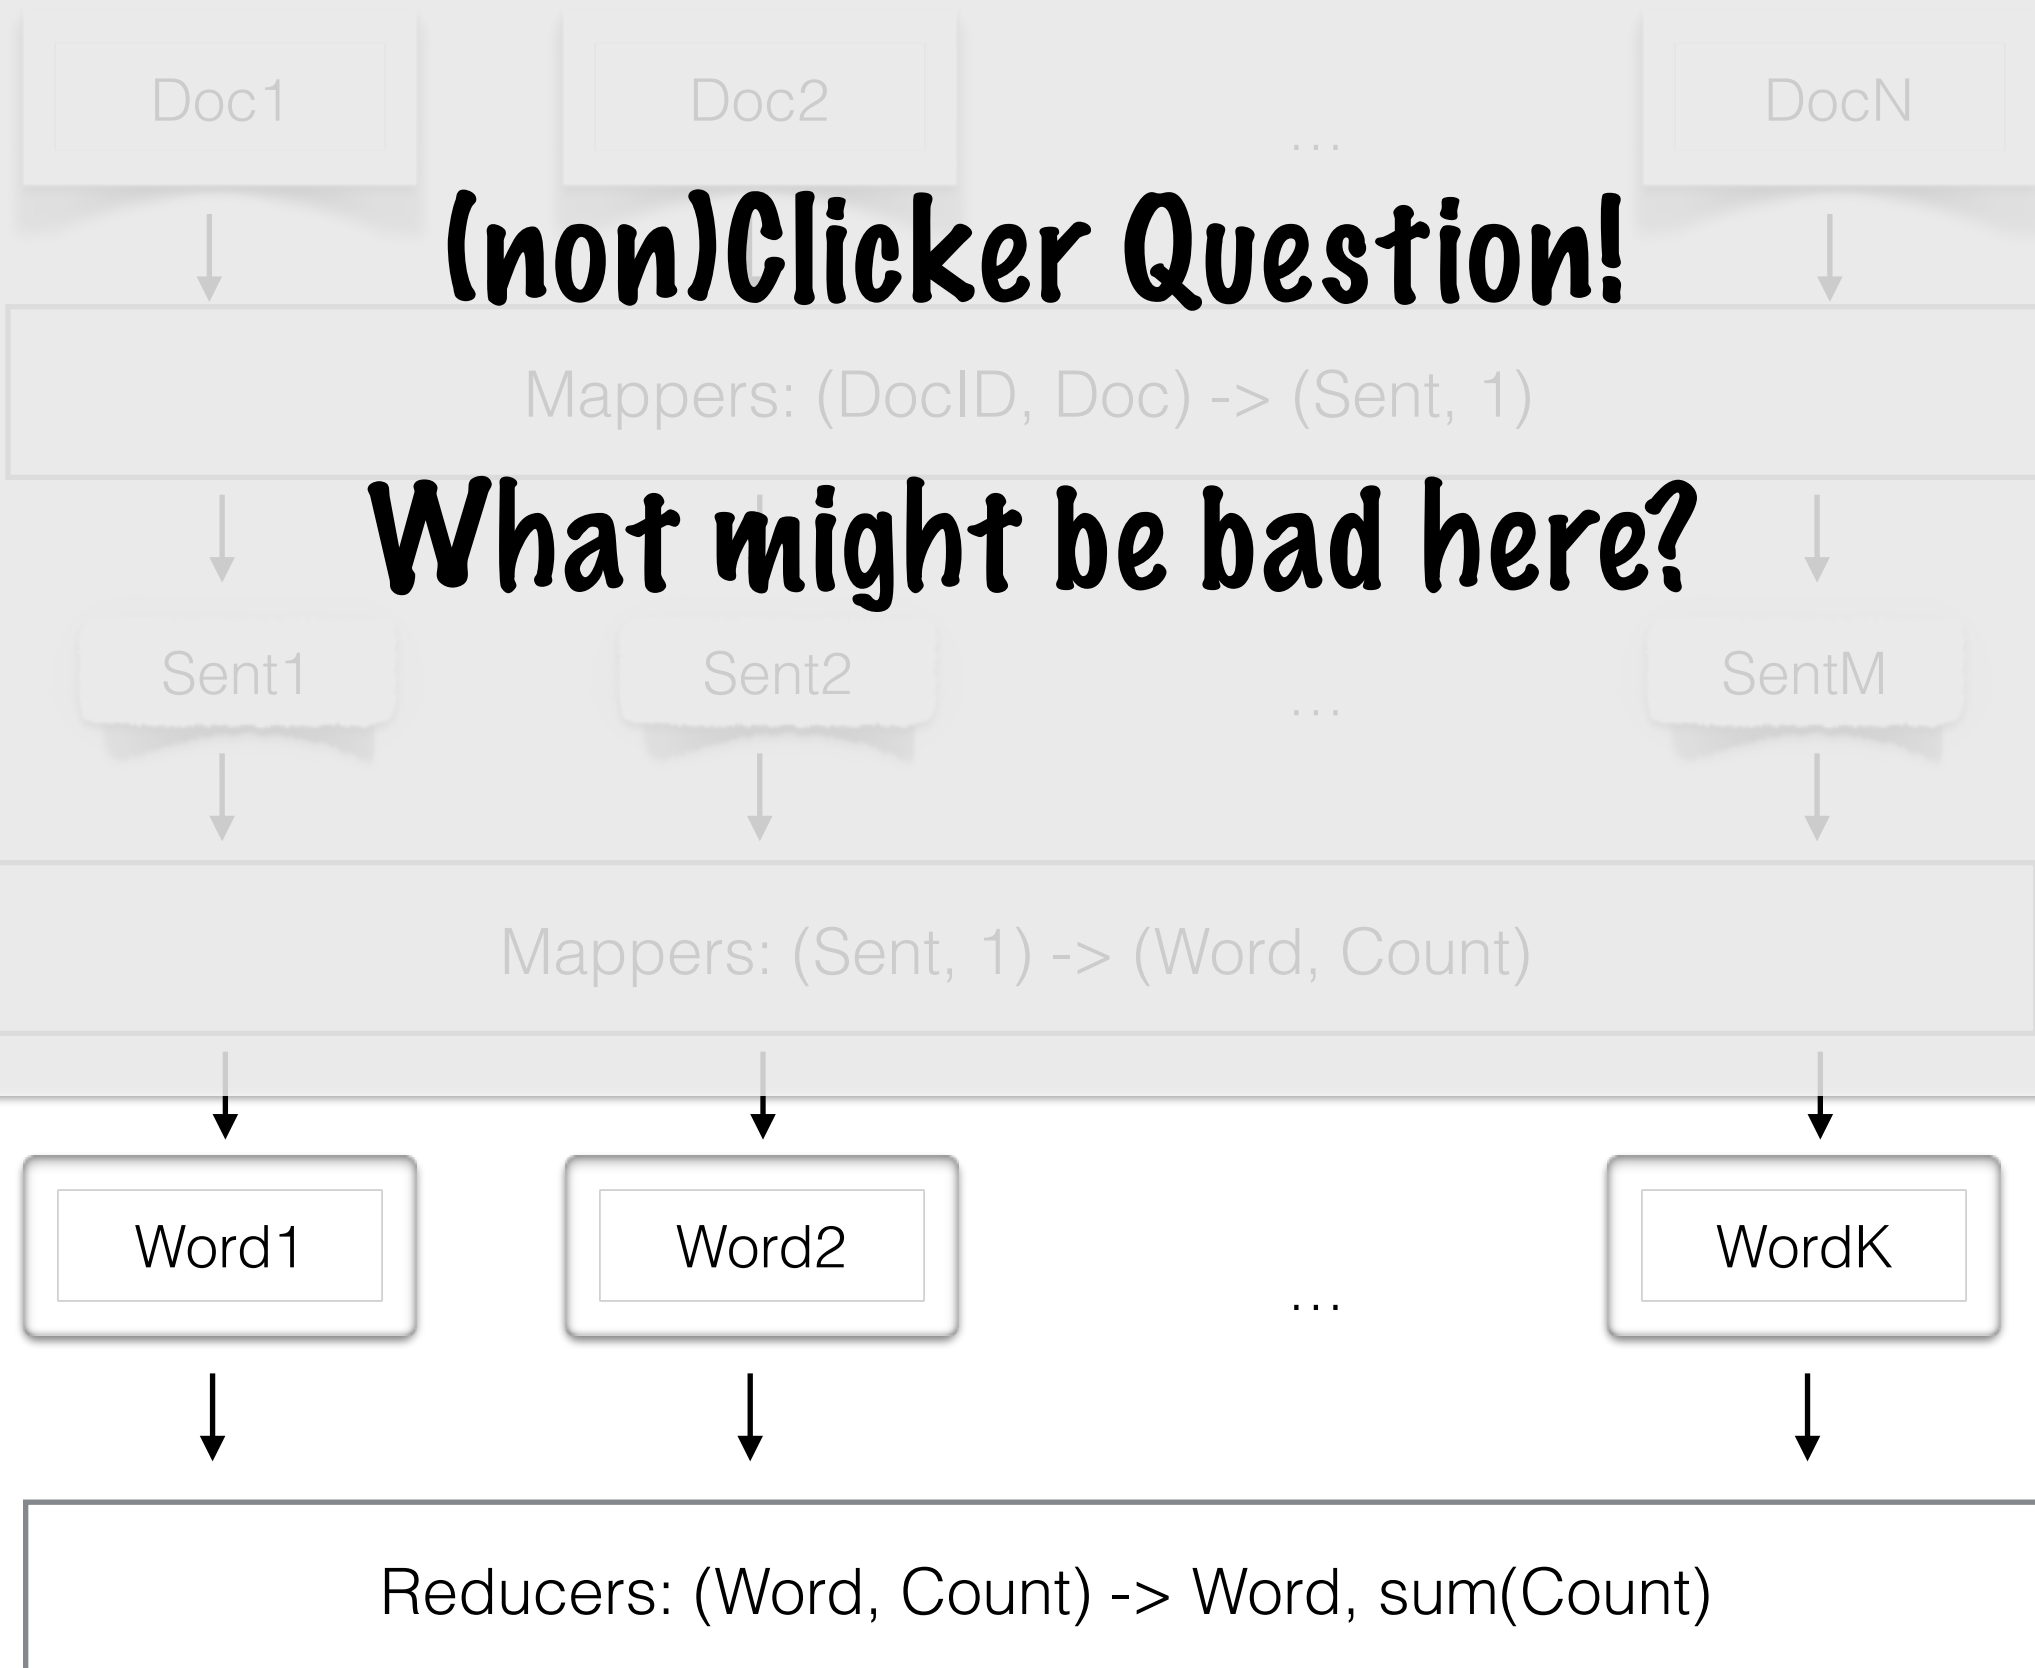 Doc1 Doc2 ... DocN
(non)Clicker Question!
Mappers: (DocID, Doc) -> (Sent, 1)
What might be bad here?
Sent1 Sent2 ... SentM
Mappers: (Sent, 1) -> (Word, Count)
Word1 Word2 ... WordK
Reducers: (Word, Count) -> Word, sum(Count)